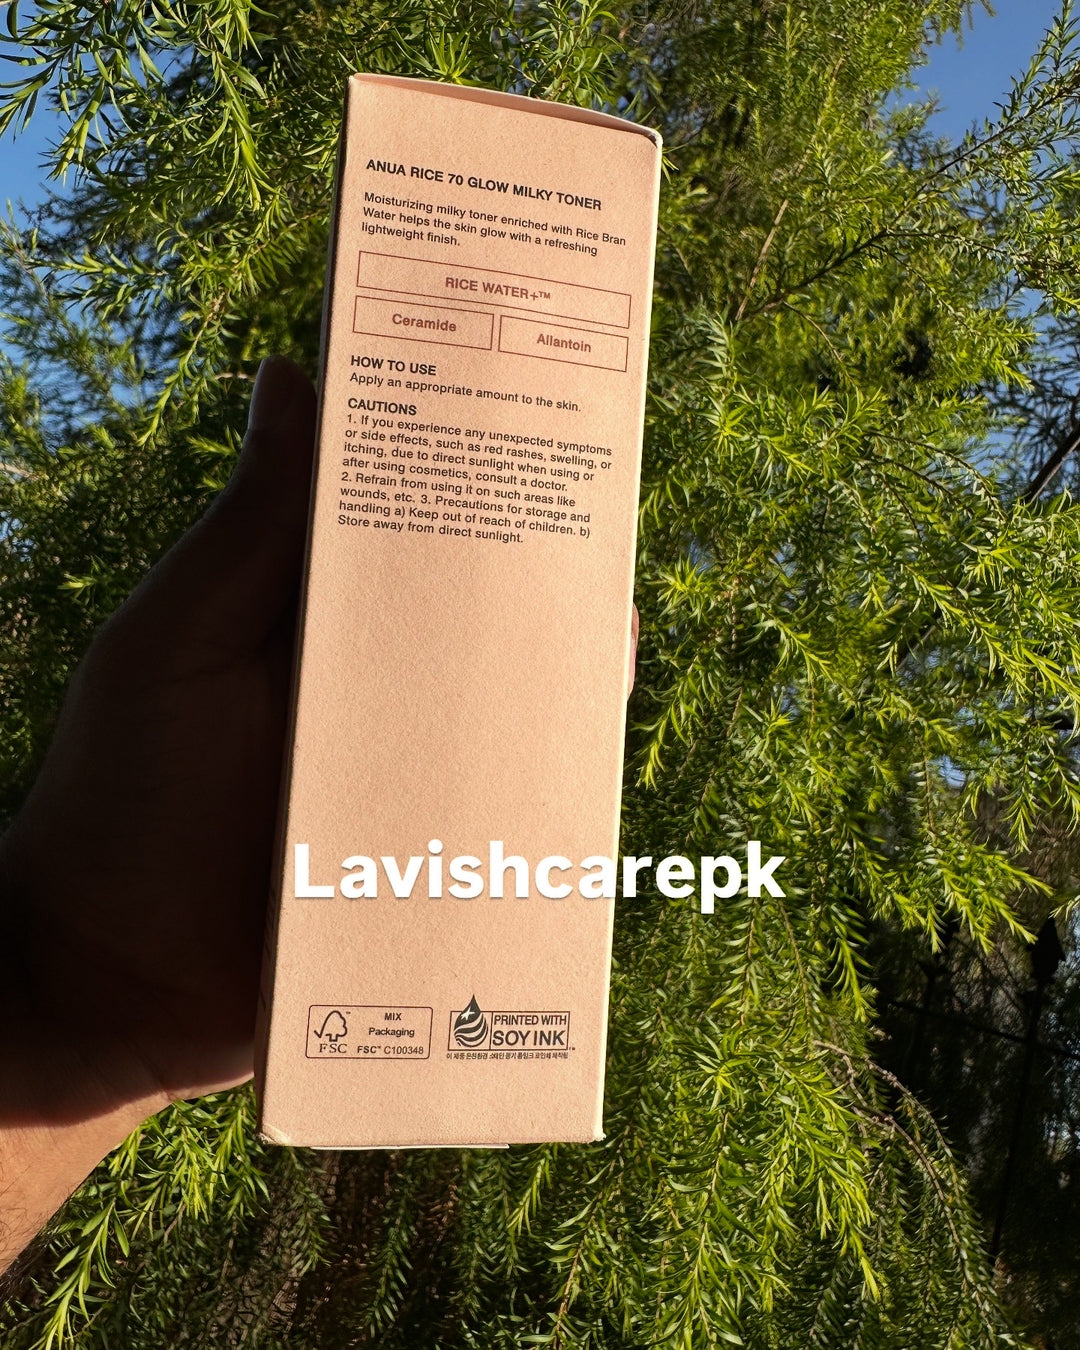 ANUA RICE 70 GLOW MILKY TONER
Moisturizing milky toner enriched with Rice Bran
Water helps the skin glow with a refreshing
lightweight finish.
RICE WATER+™
Ceramide
Allantoin
HOW TO USE
Apply an appropriate amount to the skin.
CAUTIONS
1. If you experience any unexpected symptoms
or side effects, such as red rashes, swelling, or
itching, due to direct sunlight when using or
after using cosmetics, consult a doctor.
2. Refrain from using it on such areas like
wounds, etc. 3. Precautions for storage and
handling a) Keep out of reach of children. b)
Store away from direct sunlight.
Lavishcarepk
FSC
MIX
Packaging
FSC™ C100348
PRINTED WITH
SOY INK™